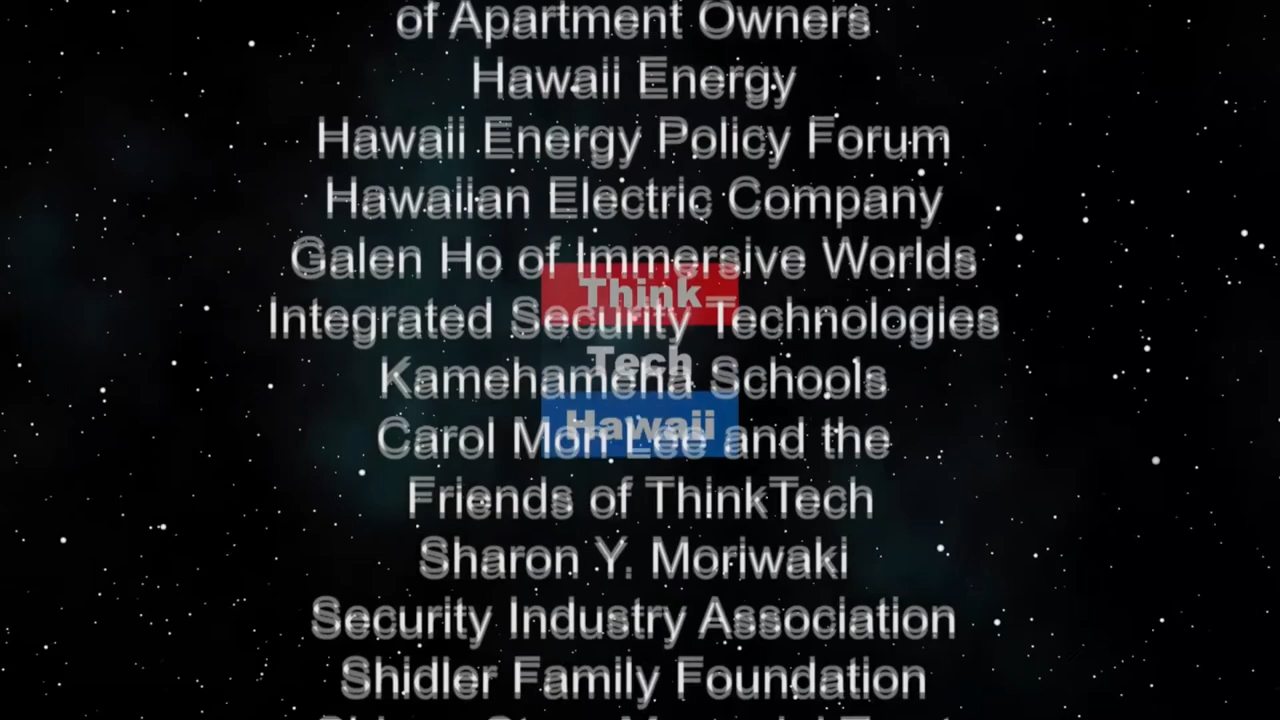 of Apartment Owners
Hawaii Energy
Hawaii Energy Policy Forum
Hawaiian Electric Company
Galen Ho of Immersive Worlds
Think
Integrated Security Technologies
Tech
Kamehameha Schools
Hawaii
Carol Mon Lee and the
Friends of ThinkTech
Sharon Y. Moriwaki
Security Industry Association
Shidler Family Foundation